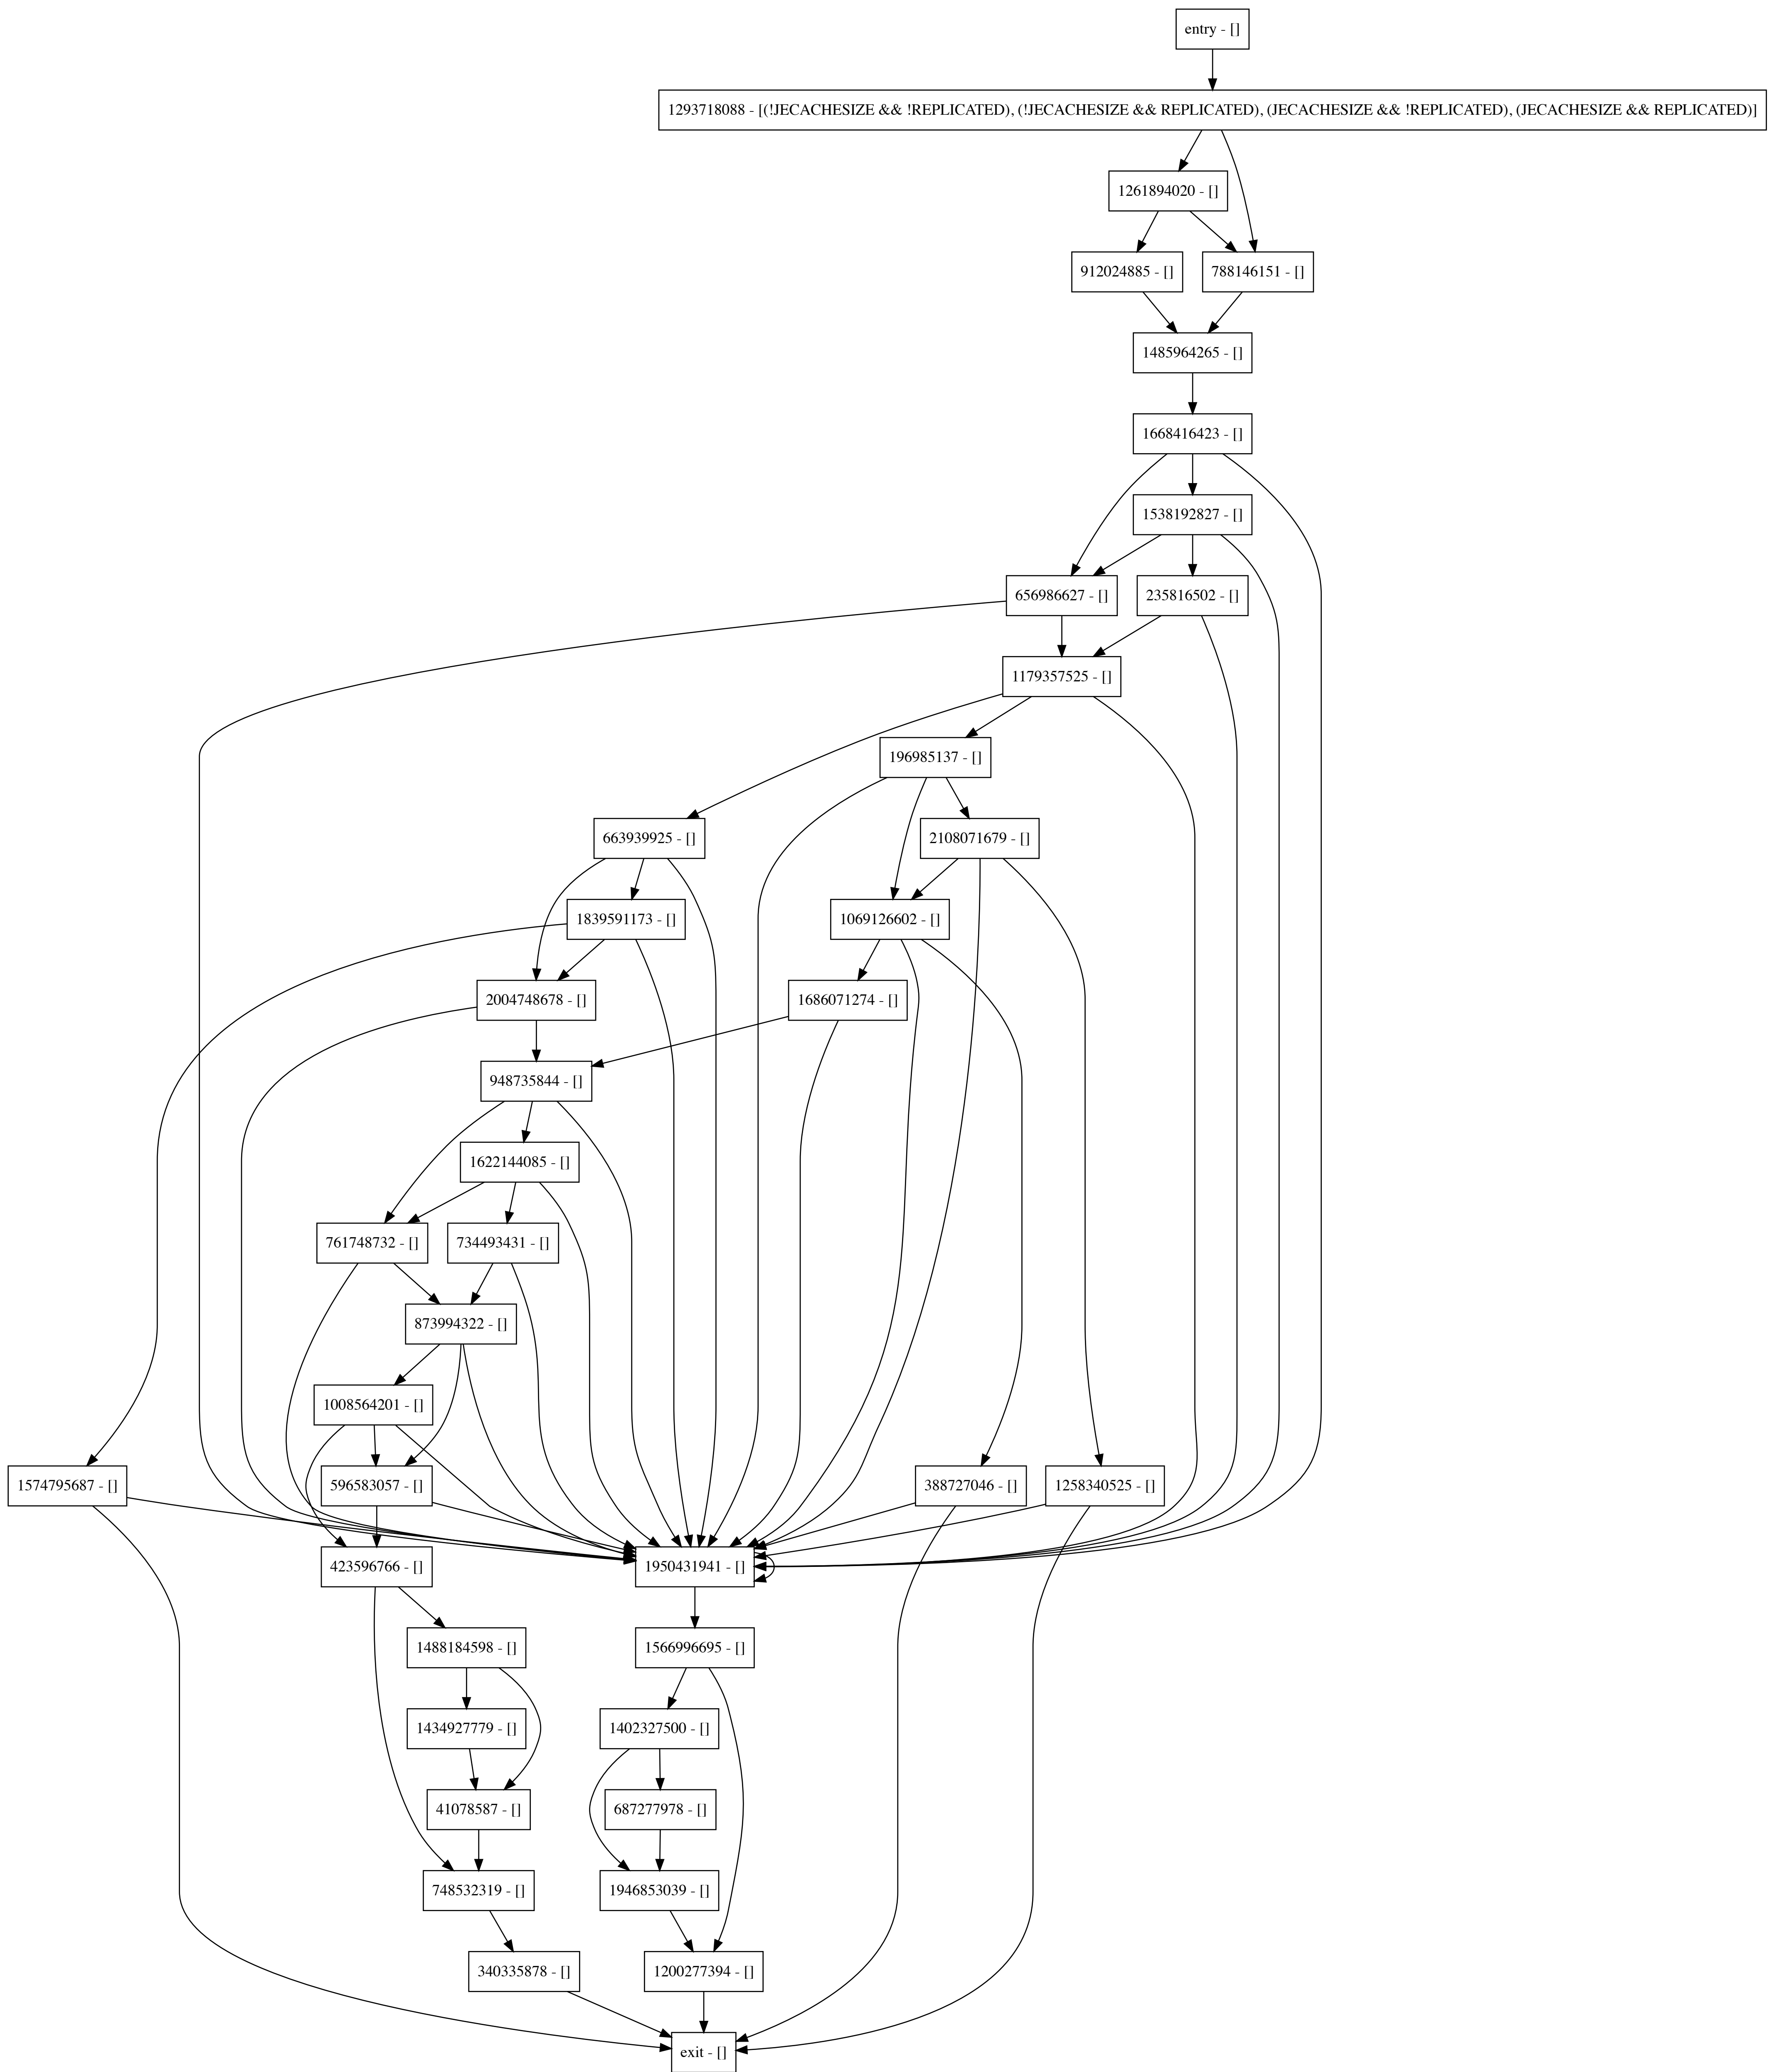 entry - []
1293718088 - [(!JECACHESIZE && !REPLICATED), (!JECACHESIZE && REPLICATED), (JECACHESIZE && !REPLICATED), (JECACHESIZE && REPLICATED)]
1261894020 - []
912024885 - []
788146151 - []
1485964265 - []
1668416423 - []
1538192827 - []
656986627 - []
235816502 - []
1179357525 - []
196985137 - []
663939925 - []
2108071679 - []
1839591173 - []
1069126602 - []
2004748678 - []
1686071274 - []
948735844 - []
1622144085 - []
761748732 - []
734493431 - []
873994322 - []
1008564201 - []
1574795687 - []
596583057 - []
388727046 - []
1258340525 - []
423596766 - []
1950431941 - []
1488184598 - []
1566996695 - []
1434927779 - []
1402327500 - []
41078587 - []
687277978 - []
748532319 - []
1946853039 - []
340335878 - []
1200277394 - []
exit - []